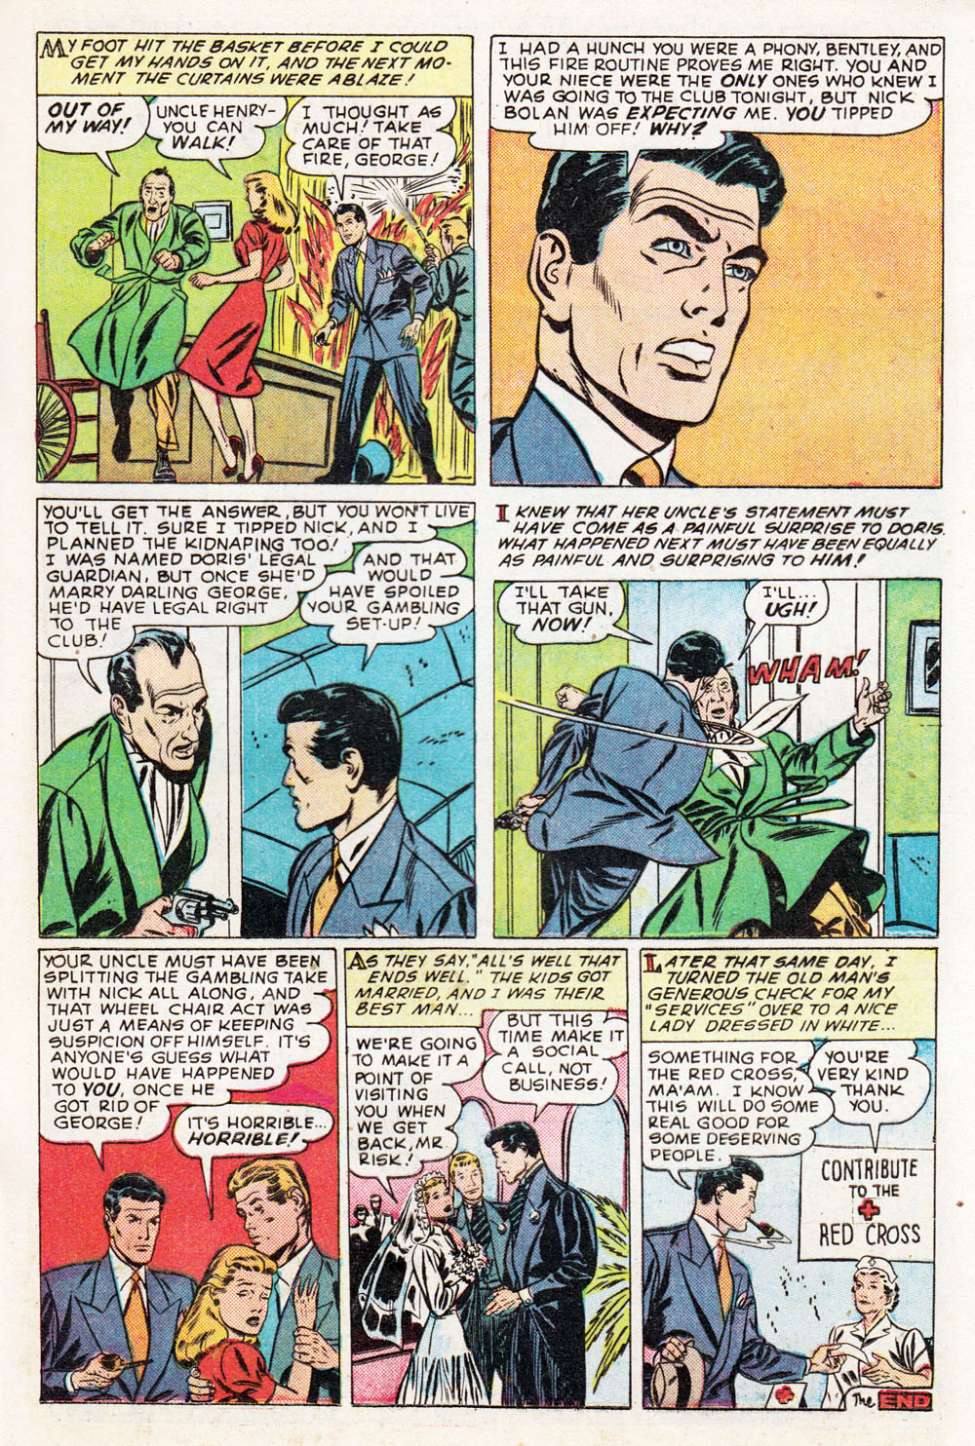 MY FOOT HIT THE BASKET BEFORE I COULD
GET MY HANDS ON IT, AND THE NEXT MO-
MENT THE CURTAINS WERE ABLAZE!
OUT OF
MY WAY!
UNCLE HENRY-
YOU CAN
WALK!
I THOUGHT AS
MUCH! TAKE
CARE OF THAT
FIRE, GEORGE!
I HAD A HUNCH YOU WERE A PHONY, BENTLEY, AND
THIS FIRE ROUTINE PROVES ME RIGHT. YOU AND
YOUR NIECE WERE THE ONLY ONES WHO KNEW I
WAS GOING TO THE CLUB TONIGHT, BUT NICK
BOLAN WAS EXPECTING ME. YOU TIPPED
HIM OFF! WHY?
YOU'LL GET THE ANSWER, BUT YOU WON'T LIVE
TO TELL IT. SURE I TIPPED NICK, AND I
PLANNED THE KIDNAPING TOO!
I WAS NAMED DORIS' LEGAL
GUARDIAN, BUT ONCE SHE'D
MARRY DARLING GEORGE,
HE'D HAVE LEGAL RIGHT
TO THE
CLUB!
AND THAT
WOULD
HAVE SPOILED
YOUR GAMBLING
SET-UP!
I KNEW THAT HER UNCLE'S STATEMENT MUST
HAVE COME AS A PAINFUL SURPRISE TO DORIS.
WHAT HAPPENED NEXT MUST HAVE BEEN EQUALLY
AS PAINFUL AND SURPRISING TO HIM!
I'LL TAKE
THAT GUN,
NOW!
I'LL...
UGH!
WHAM!
YOUR UNCLE MUST HAVE BEEN
SPLITTING THE GAMBLING TAKE
WITH NICK ALL ALONG, AND
THAT WHEEL CHAIR ACT WAS
JUST A MEANS OF KEEPING
SUSPICION OFF HIMSELF. IT'S
ANYONE'S GUESS WHAT
WOULD HAVE HAPPENED
TO YOU, ONCE HE
GOT RID OF
GEORGE!
IT'S HORRIBLE...
HORRIBLE!
AS THEY SAY, "ALL'S WELL THAT
ENDS WELL." THE KIDS GOT
MARRIED, AND I WAS THEIR
BEST MAN...
WE'RE GOING
TO MAKE IT A
POINT OF
VISITING
YOU WHEN
WE GET
BACK, MR.
RISK!
BUT THIS
TIME MAKE IT
A SOCIAL
CALL, NOT
BUSINESS!
LATER THAT SAME DAY, I
TURNED THE OLD MAN'S
GENEROUS CHECK FOR MY
"SERVICES" OVER TO A NICE
LADY DRESSED IN WHITE...
SOMETHING FOR
THE RED CROSS,
MA'AM. I KNOW
THIS WILL DO SOME
REAL GOOD FOR
SOME DESERVING
PEOPLE.
YOU'RE
VERY KIND
THANK
YOU.
CONTRIBUTE
TO THE
RED CROSS
The END